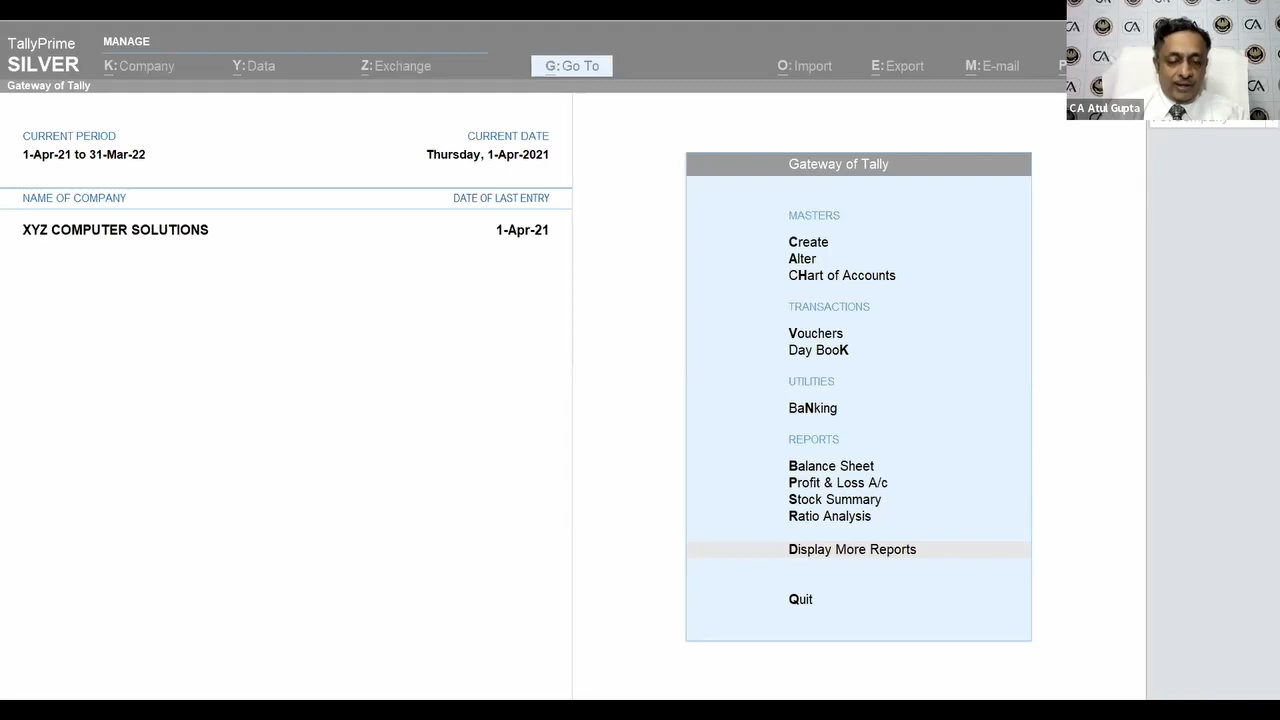 TallyPrime
SILVER
MANAGE
K: Company
Y: Data
Z: Exchange
G: Go To
O: Import
E: Export
M: E-mail
Gateway of Tally
CA Atul Gupta
CURRENT PERIOD
CURRENT DATE
1-Apr-21 to 31-Mar-22
Thursday, 1-Apr-2021
NAME OF COMPANY
DATE OF LAST ENTRY
XYZ COMPUTER SOLUTIONS
1-Apr-21
Gateway of Tally
MASTERS
Create
Alter
CHart of Accounts
TRANSACTIONS
Vouchers
Day BooK
UTILITIES
BaNking
REPORTS
Balance Sheet
Profit & Loss A/c
Stock Summary
Ratio Analysis
Display More Reports
Quit